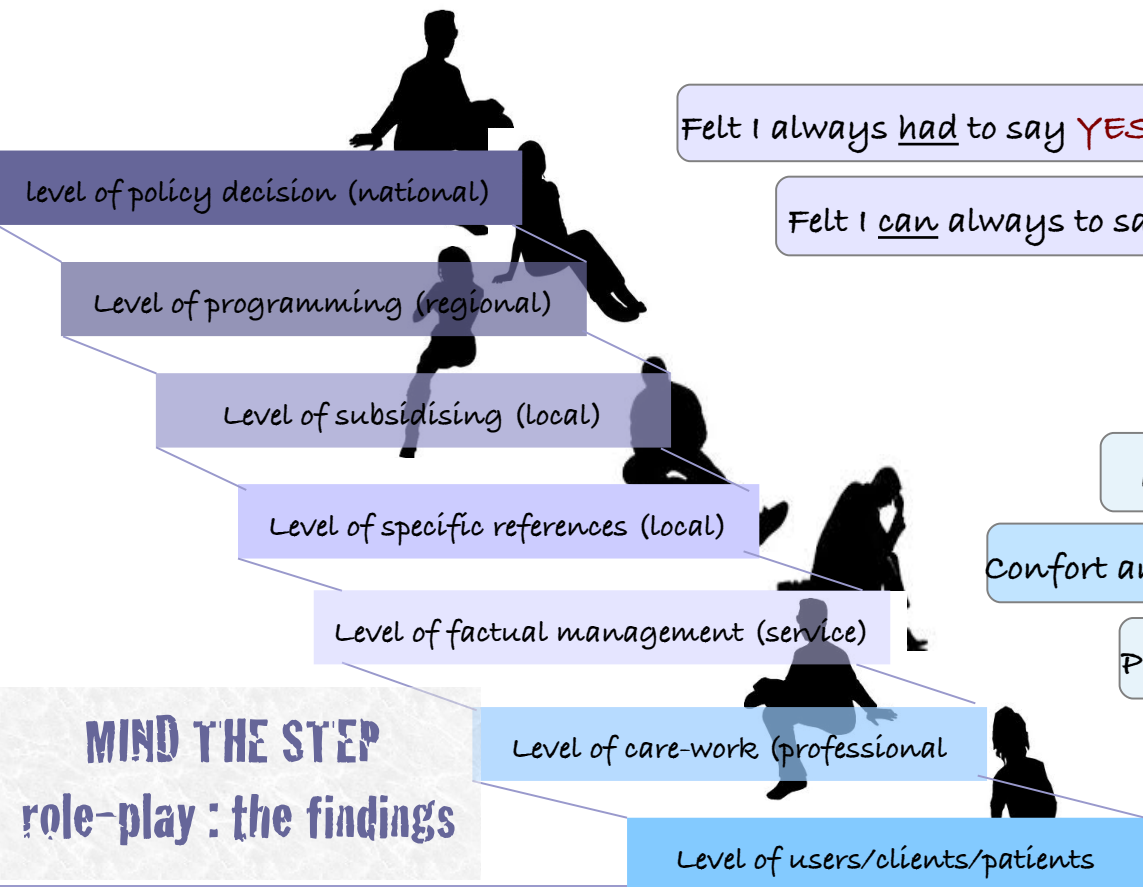 Felt I always had to say YES
level of policy decision (national)
Felt I can always to
Level of programming (regional)
Level of subsidising (local)
Level of specific references (local)
Confort
Level of factual management (service)
MIND THE STEP
role-play : the findings
Level of care-work (professional
Level of users/clients/patients